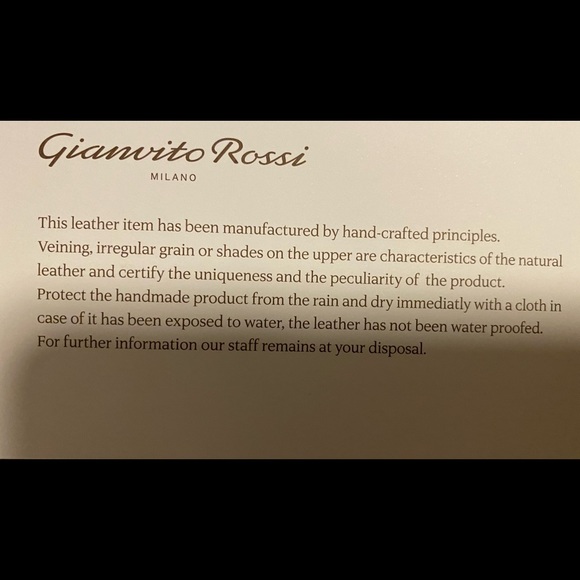 Gianvito Rossi
MILANO
This leather item has been manufactured by hand-crafted principles.
Veining, irregular grain or shades on the upper are characteristics of the natural
leather and certify the uniqueness and the peculiarity of the product.
Protect the handmade product from the rain and dry immediatly with a cloth in
case of it has been exposed to water, the leather has not been water proofed.
For further information our staff remains at your disposal.